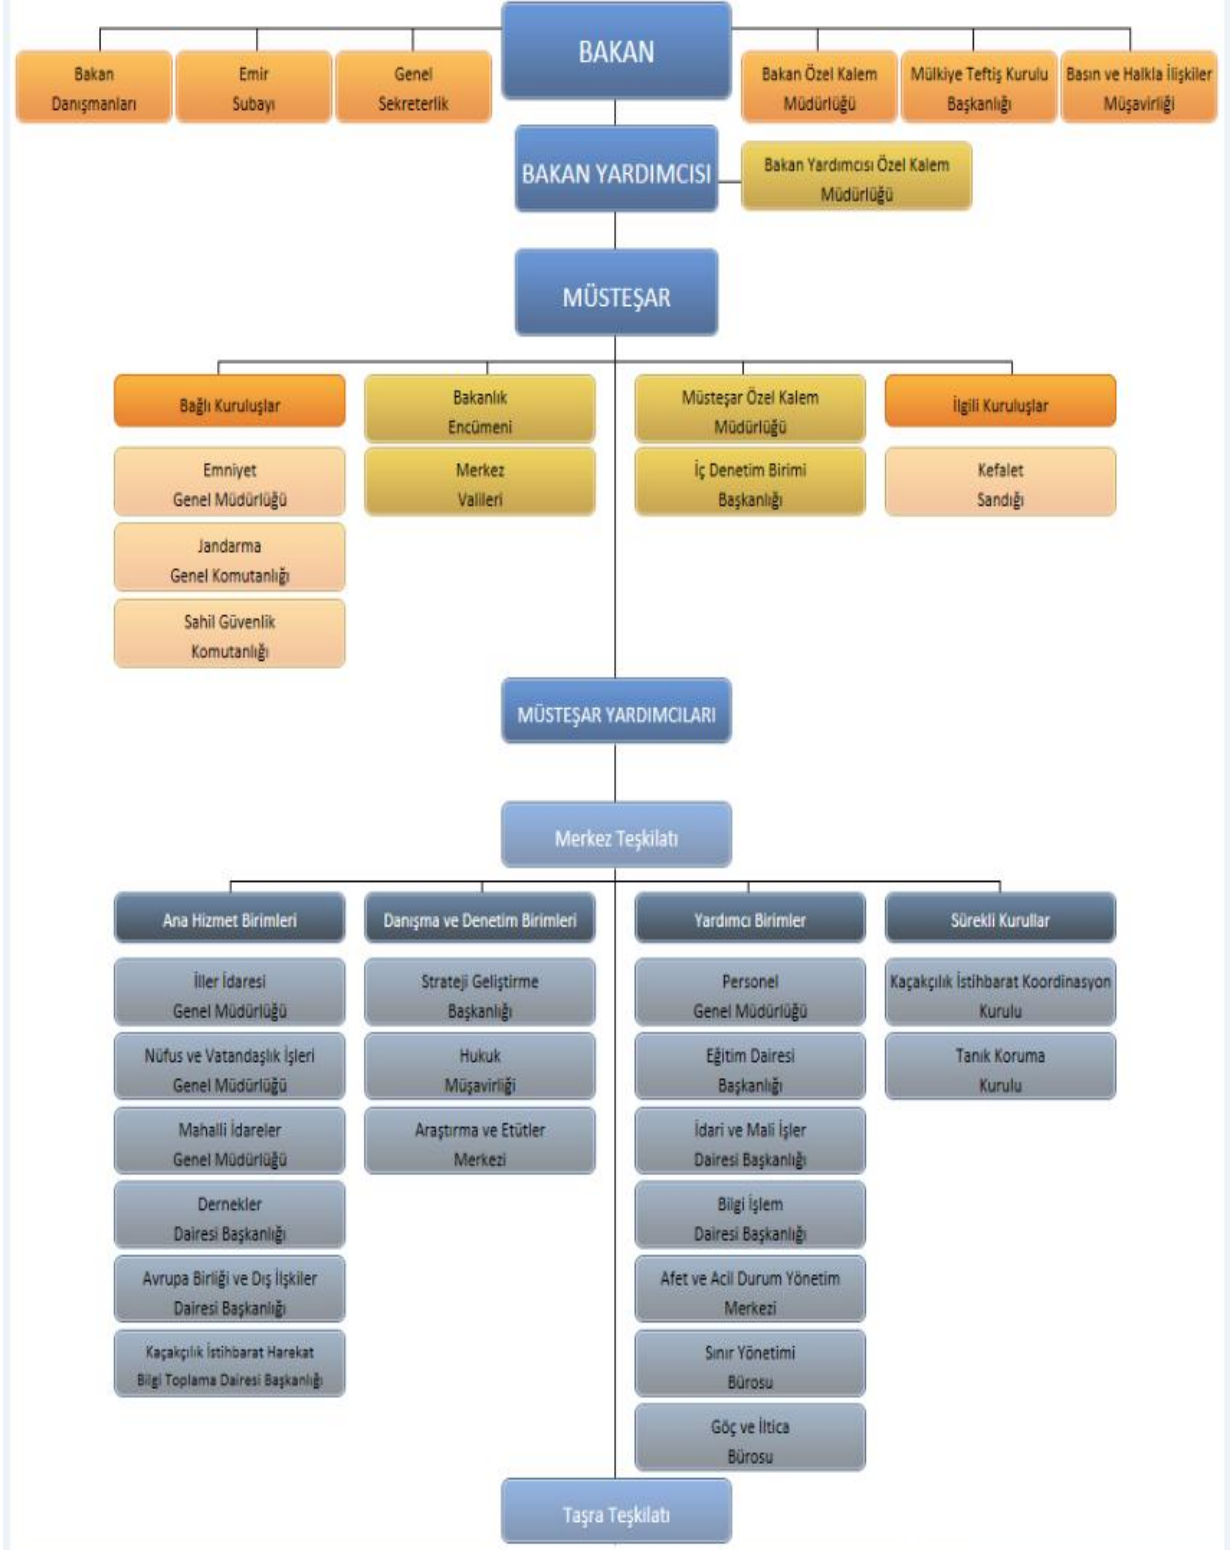 BAKAN
Bakan
Danışmanları
Emir
Subayı
Genel
Sekreterlik
Bakan Özel Kalem
Müdürlüğü
Mülkiye Teftiş Kurulu
Başkanlığı
Basın ve Halkla İlişkiler
Müşavirliği
BAKAN YARDIMCISI
Bakan Yardımcısı Özel Kalem
Müdürlüğü
MÜSTEŞAR
Bağlı Kuruluşlar
Emniyet
Genel Müdürlüğü
Jandarma
Genel Komutanlığı
Sahil Güvenlik
Komutanlığı
Bakanlık
Encümeni
Merkez
Valileri
Müsteşar Özel Kalem
Müdürlüğü
İç Denetim Birimi
Başkanlığı
İlgili Kuruluşlar
Kefalet
Sandığı
MÜSTEŞAR YARDIMCILARI
Merkez Teşkilatı
Ana Hizmet Birimleri
İller İdaresi
Genel Müdürlüğü
Nüfus ve Vatandaşlık İşleri
Genel Müdürlüğü
Mahalli İdareler
Genel Müdürlüğü
Dernekler
Dairesi Başkanlığı
Avrupa Birliği ve Dış İlşkiler
Dairesi Başkanlığı
Kaçakçılık İstihbarat Harekat
Bilgi Toplama Dairesi Başkanlığı
Danışma ve Denetim Birimleri
Strateji Geliştirme
Başkanlığı
Hukuk
Müşavirliği
Araştırma ve Etütler
Merkezi
Yardımcı Birimler
Personel
Genel Müdürlüğü
Eğitim Dairesi
Başkanlığı
İdari ve Mali İşler
Dairesi Başkanlığı
Bilgi İşlem
Dairesi Başkanlığı
Afet ve Acil Durum Yönetim
Merkezi
Sınır Yönetimi
Bürosu
Göç ve İltica
Bürosu
Sürekli Kurullar
Kaçakçılık İstihbarat Koordinasyon
Kurulu
Tanık Koruma
Kurulu
Taşra Teşkilatı